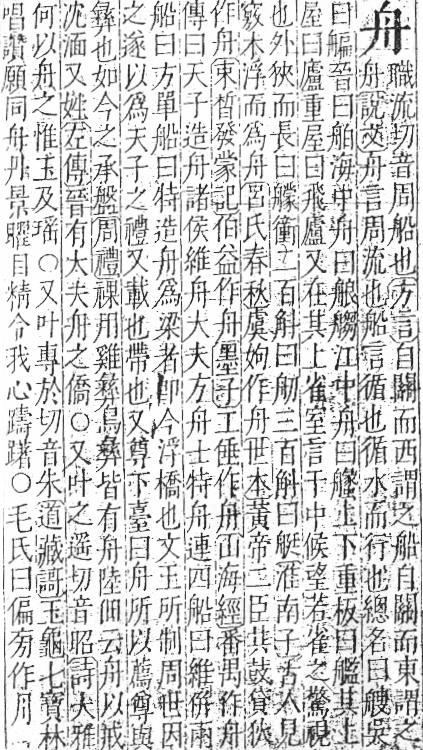 舟職流切音周船也方言自關而西謂之船自關而東謂之
舟說文舟言周流也船言循也循水而行也總名曰艘吳
曰艑晉曰舶海中舟曰艆䑿江中舟曰艬上下重板曰艦其上
屋曰廬重屋曰飛廬又在其上雀室言于中候望若雀之驚視
也外狹而長曰艨衝二百斛曰舠三百斛曰艇淮南子古人見
窾木浮而為舟呂氏春秋虞姁作舟世本黃帝二臣共鼓貨狄
作舟束晳發蒙記伯益作舟墨子工倕作舟山海經番禺作舟
傳曰天子造舟諸侯維舟大夫方舟士特舟連四船曰維併兩
船曰方單船曰特造舟為梁者卽今浮橋也文王所制周世因
之遂以為天子之禮又載也帶也又尊下臺曰舟所以薦尊與
彝也如今之承盤周禮祼用雞彝鳥彝皆有舟陸佃云舟以戒
沈湎又姓左傳晉有大夫舟之僑○又叶之遥切音昭詩大雅
何以舟之惟玉及瑶○又叶專於切音朱道藏謌玉龜七寶林
唱讚願同舟丹景曜目精令我心躊躇○毛氏曰偏旁作月